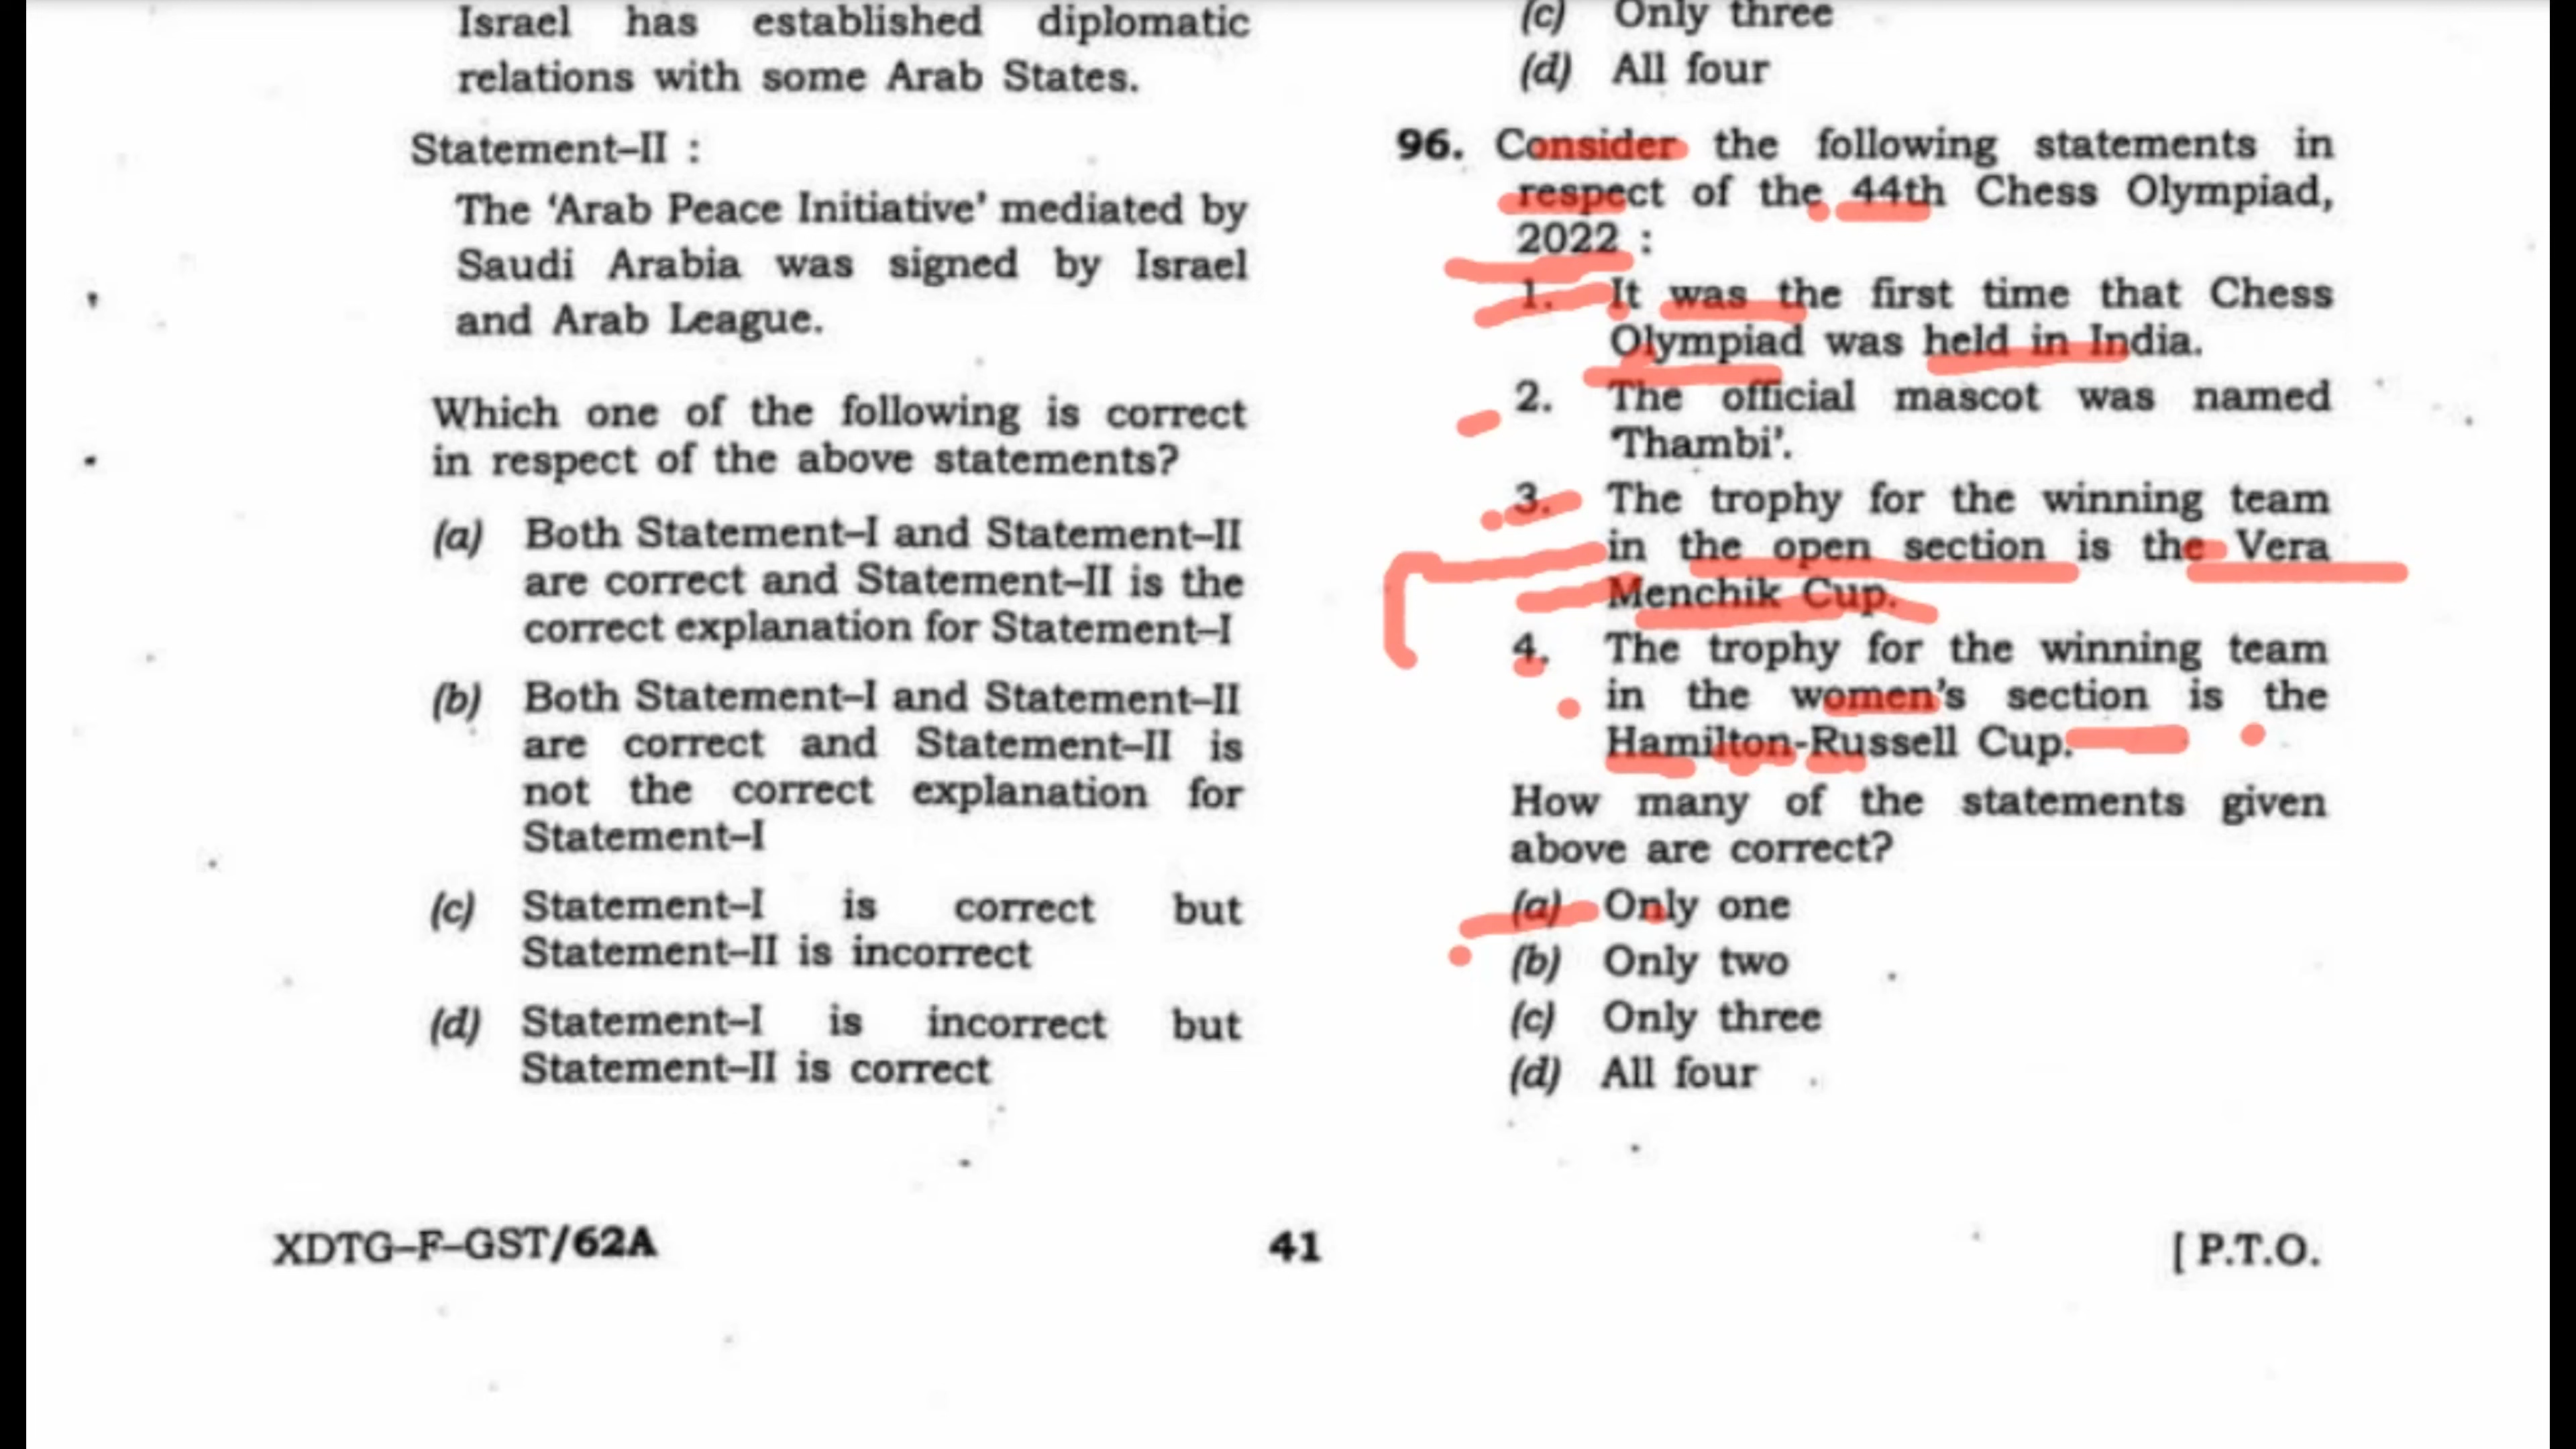 Israel has established diplomatic
relations with some Arab States.
Statement–II :
The ‘Arab Peace Initiative’ mediated by
Saudi Arabia was signed by Israel
and Arab League.
Which one of the following is correct
in respect of the above statements?
(a) Both Statement–I and Statement–II
are correct and Statement–II is the
correct explanation for Statement–I
(b) Both Statement–I and Statement–II
are correct and Statement–II is
not the correct explanation for
Statement–I
(c) Statement–I is correct but
Statement–II is incorrect
(d) Statement–I is incorrect but
Statement–II is correct
(c) Only three
(d) All four
96. Consider the following statements in
respect of the 44th Chess Olympiad,
2022 :
1. It was the first time that Chess
Olympiad was held in India.
2. The official mascot was named
‘Thambi’.
3. The trophy for the winning team
in the open section is the Vera
Menchik Cup.
4. The trophy for the winning team
in the women’s section is the
Hamilton-Russell Cup.
How many of the statements given
above are correct?
(a) Only one
(b) Only two
(c) Only three
(d) All four
XDTG–F–GST/62A
41
[ P.T.O.